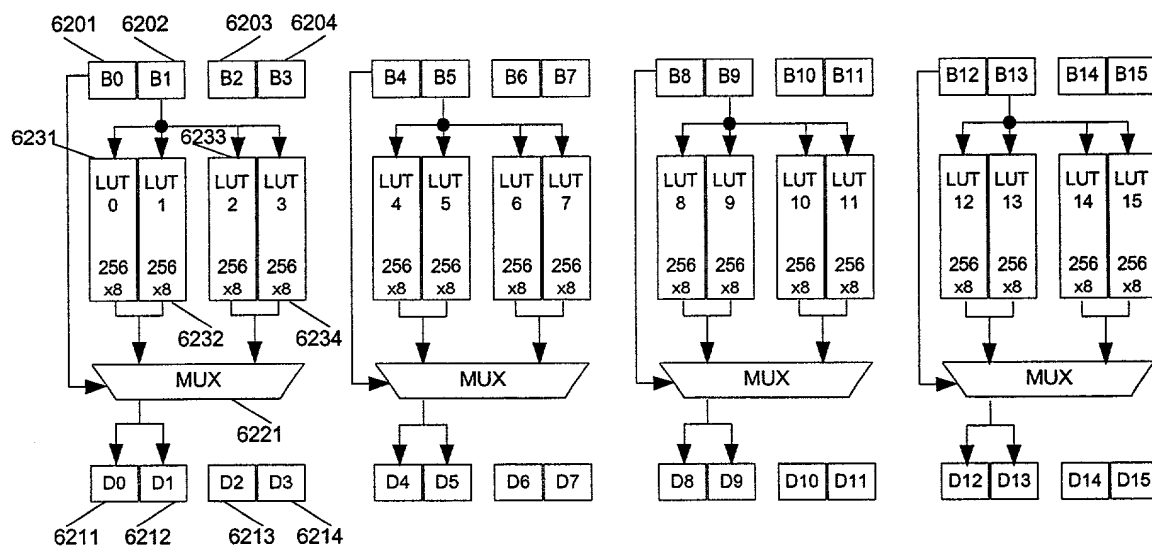 6201 6202 6203 6204
B0 B1 B2 B3 B4 B5 B6 B7 B8 B9 B10 B11 B12 B13 B14 B15
6231 6233
LUT LUT LUT LUT LUT LUT LUT LUT LUT LUT LUT LUT LUT LUT LUT LUT
0 1 2 3 4 5 6 7 8 9 10 11 12 13 14 15
256 256 256 256 256 256 256 256 256 256 256 256 256 256 256 256
x8 x8 x8 x8 x8 x8 x8 x8 x8 x8 x8 x8 x8 x8 x8 x8
6232 6234
MUX MUX MUX MUX
6221
D0 D1 D2 D3 D4 D5 D6 D7 D8 D9 D10 D11 D12 D13 D14 D15
6211 6212 6213 6214